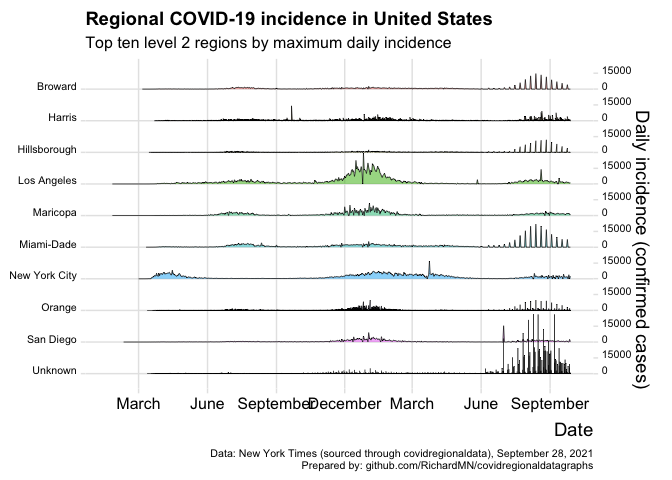 Regional COVID-19 incidence in United States
Top ten level 2 regions by maximum daily incidence
Broward
15000
0
Harris
15000
0
Hillsborough
15000
0
Los Angeles
15000
0
Maricopa
15000
0
Miami-Dade
15000
0
New York City
15000
0
Orange
15000
0
San Diego
15000
0
Unknown
15000
0
Daily incidence (confirmed cases)
March June September December March June September
Date
Data: New York Times (sourced through covidregionaldata), September 28, 2021
Prepared by: github.com/RichardMN/covidregionaldatagraphs